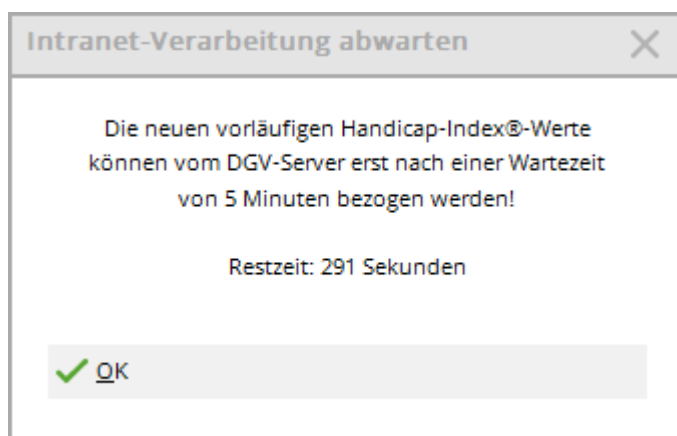 Intranet-Verarbeitung abwarten
Die neuen vorläufigen Handicap-Index®-Werte
können vom DGV-Server erst nach einer Wartezeit
von 5 Minuten bezogen werden!
Restzeit: 291 Sekunden
OK